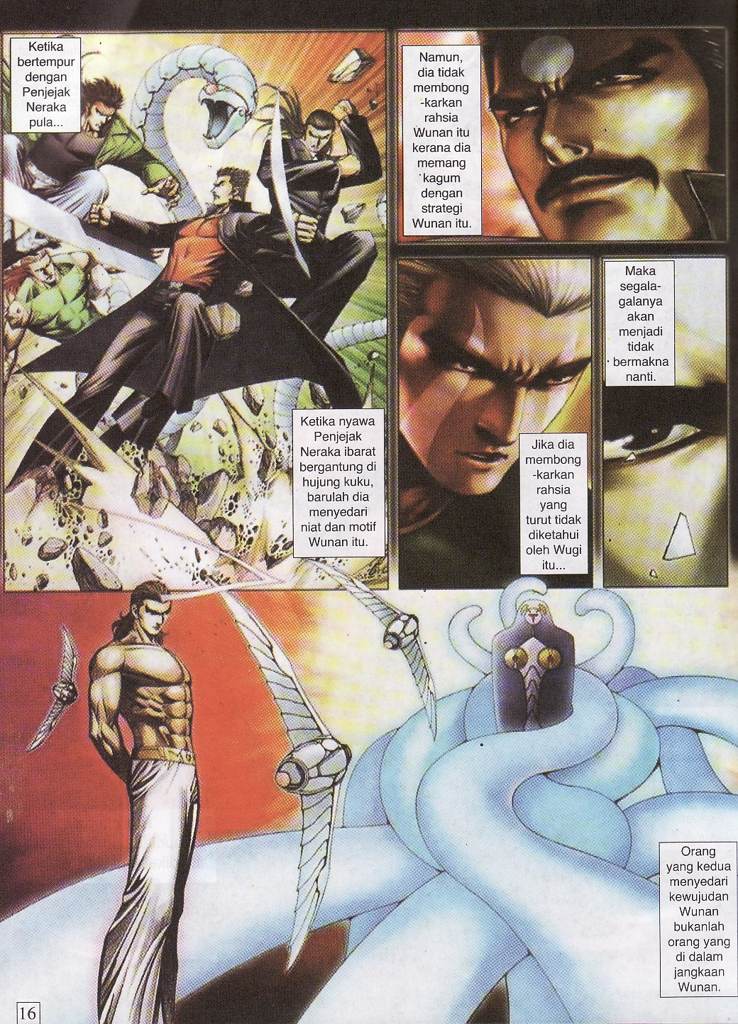 Ketika
bertempur
dengan
Penjejak
Neraka
pula...
Ketika nyawa
Penjejak
Neraka ibarat
bergantung di
hujung kuku,
barulah dia
menyedari
niat dan motif
Wunan itu.
Namun,
dia tidak
membong
-karkan
rahsia
Wunan itu
kerana dia
memang
kagum
dengan
strategi
Wunan itu.
Jika dia
membong
-karkan
rahsia
yang
turut tidak
diketahui
oleh Wugi
itu...
Maka
segala-
galanya
akan
menjadi
tidak
bermakna
nanti.
Orang
yang kedua
menyedari
kewujudan
Wunan
bukanlah
orang yang
di dalam
jangkaan
Wunan.
16